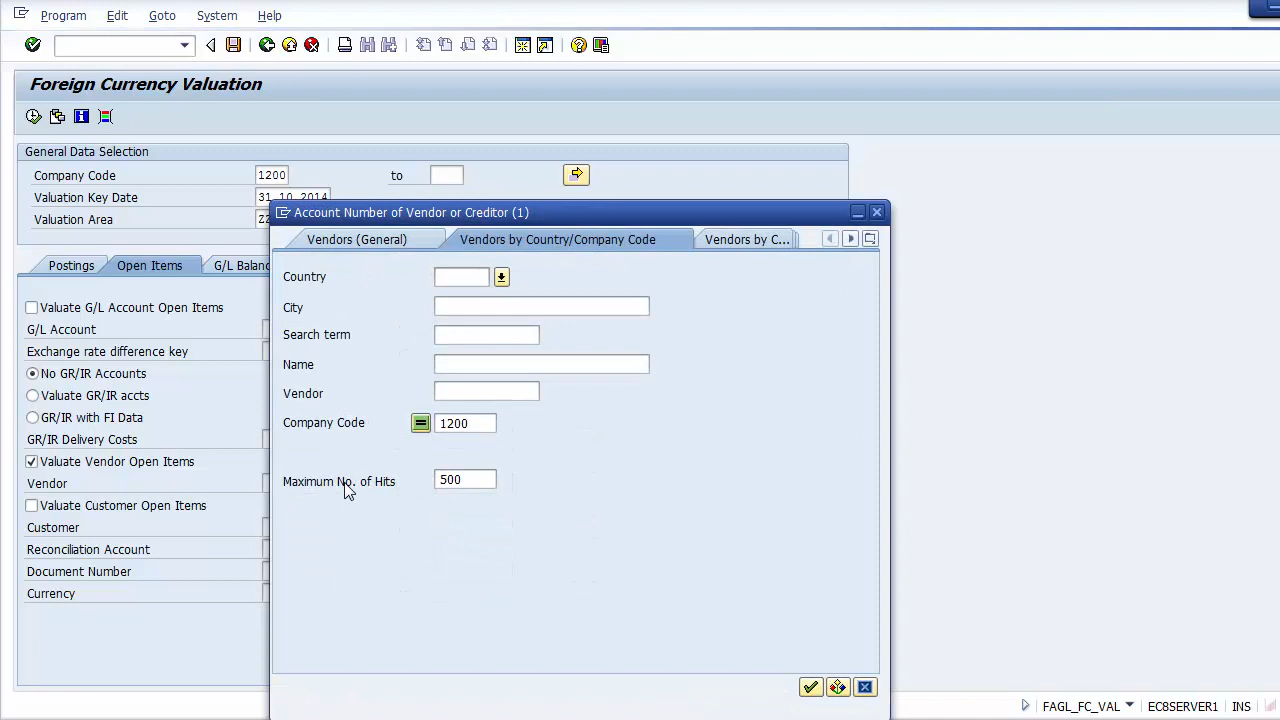 Program Edit Goto System Help
Foreign Currency Valuation
General Data Selection
Company Code 1200 to
Valuation Key Date 31.10.2014
Valuation Area
Postings Open Items
Valuate G/L Account Open Items
G/L Account
Exchange rate difference key
No GR/IR Accounts
Valuate GR/IR accts
GR/IR with FI Data
GR/IR Delivery Costs
Valuate Vendor Open Items
Vendor
Valuate Customer Open Items
Customer
Reconciliation Account
Document Number
Currency
Account Number of Vendor or Creditor (1)
Vendors (General) Vendors by Country/Company Code Vendors by C...
Country
City
Search term
Name
Vendor
Company Code 1200
Maximum No. of Hits 500
FAGL_FC_VAL EC8SERVER1 INS